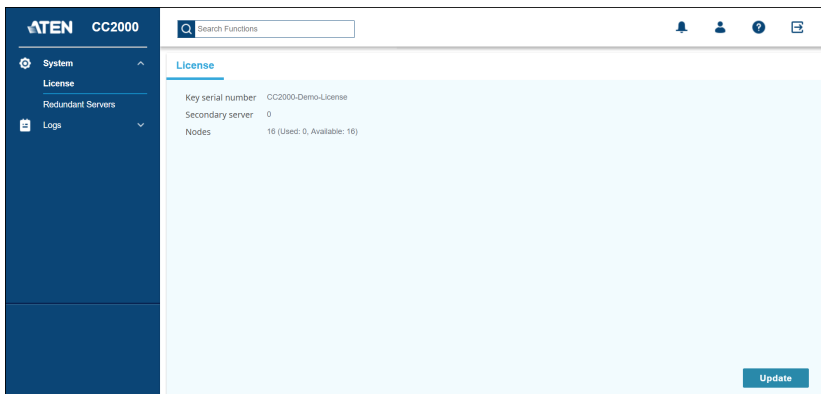 ATEN CC2000
Search Functions
System
License
Redundant Servers
Logs
License
Key serial number CC2000-Demo-License
Secondary server 0
Nodes 16 (Used: 0, Available: 16)
Update